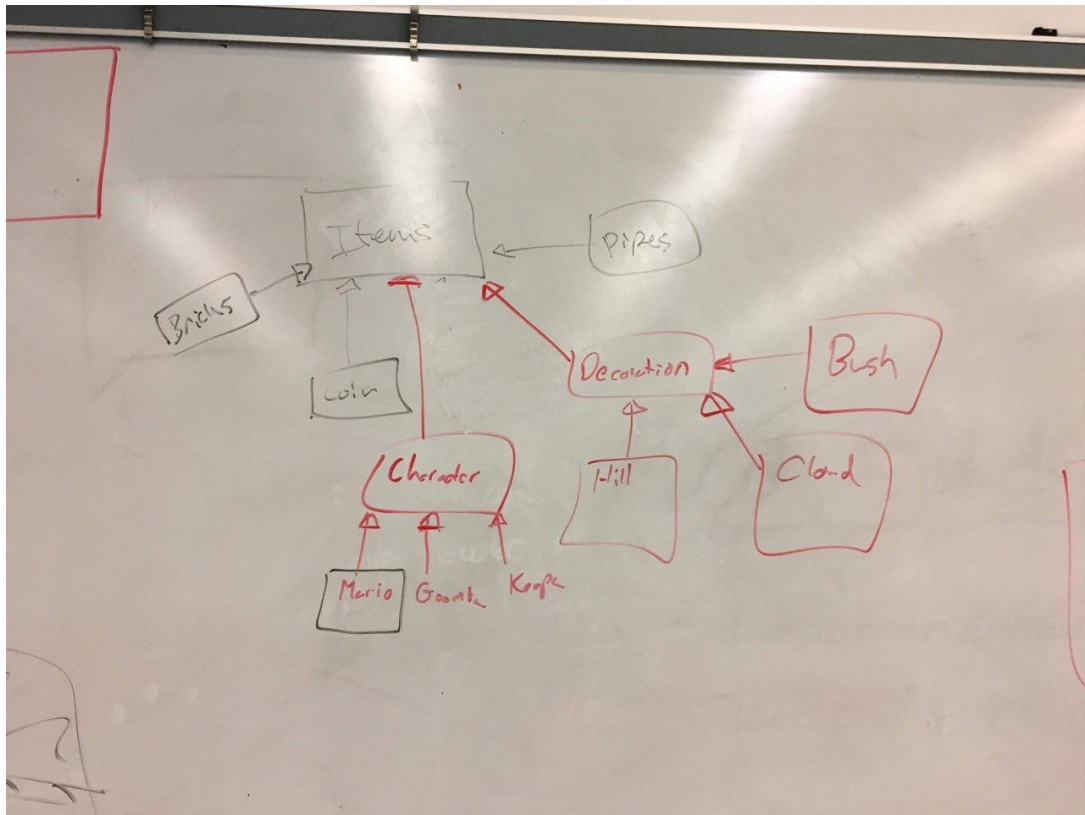 Items
pipes
Bricks
Coin
Decoration
Bush
Character
Hill
Cloud
Mario
Goomba
Koopa